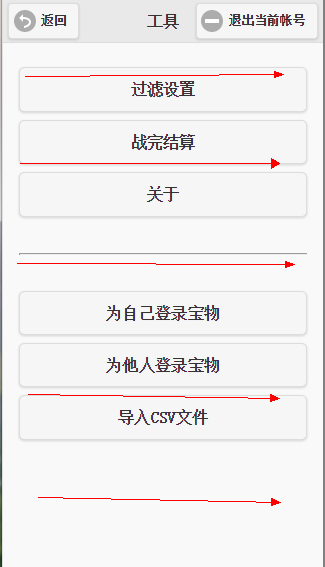 返回 工具 退出当前帐号
过滤设置
战完结算
关于
为自己登录宝物
为他人登录宝物
导入CSV文件